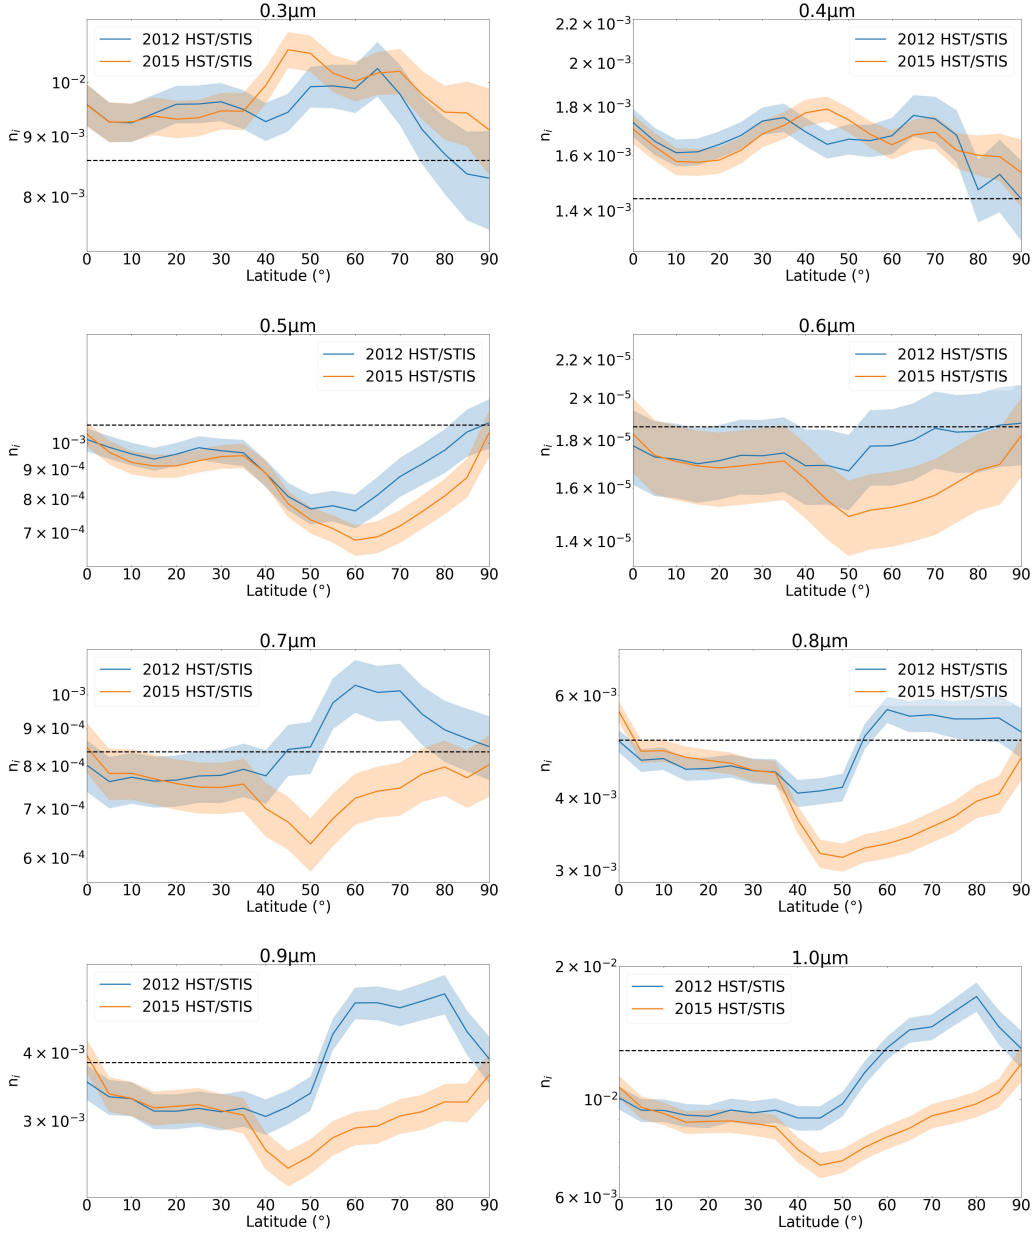 0.3μm
2012 HST/STIS
2015 HST/STIS
n_i
10⁻²
9 × 10⁻³
8 × 10⁻³
0 10 20 30 40 50 60 70 80 90
Latitude (°)
0.4μm
2012 HST/STIS
2015 HST/STIS
n_i
2.2 × 10⁻³
2 × 10⁻³
1.8 × 10⁻³
1.6 × 10⁻³
1.4 × 10⁻³
0 10 20 30 40 50 60 70 80 90
Latitude (°)
0.5μm
2012 HST/STIS
2015 HST/STIS
n_i
10⁻³
9 × 10⁻⁴
8 × 10⁻⁴
7 × 10⁻⁴
0 10 20 30 40 50 60 70 80 90
Latitude (°)
0.6μm
2012 HST/STIS
2015 HST/STIS
n_i
2.2 × 10⁻⁵
2 × 10⁻⁵
1.8 × 10⁻⁵
1.6 × 10⁻⁵
1.4 × 10⁻⁵
0 10 20 30 40 50 60 70 80 90
Latitude (°)
0.7μm
2012 HST/STIS
2015 HST/STIS
n_i
10⁻³
9 × 10⁻⁴
8 × 10⁻⁴
7 × 10⁻⁴
6 × 10⁻⁴
0 10 20 30 40 50 60 70 80 90
Latitude (°)
0.8μm
2012 HST/STIS
2015 HST/STIS
n_i
6 × 10⁻³
4 × 10⁻³
3 × 10⁻³
0 10 20 30 40 50 60 70 80 90
Latitude (°)
0.9μm
2012 HST/STIS
2015 HST/STIS
n_i
4 × 10⁻³
3 × 10⁻³
0 10 20 30 40 50 60 70 80 90
Latitude (°)
1.0μm
2012 HST/STIS
2015 HST/STIS
n_i
2 × 10⁻²
10⁻²
6 × 10⁻³
0 10 20 30 40 50 60 70 80 90
Latitude (°)